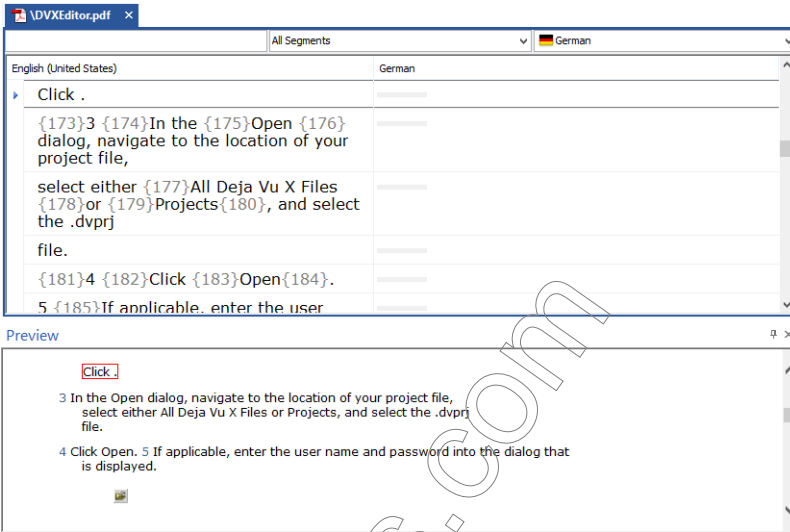 \DVXEditor.pdf ×
All Segments German
English (United States) German
Click .
{173}3 {174}In the {175}Open {176}
dialog, navigate to the location of your
project file,
select either {177}All Deja Vu X Files
{178}or {179}Projects{180}, and select
the .dvprj
file.
{181}4 {182}Click {183}Open{184}.
5 {185}If applicable, enter the user
Preview
Click .
3 In the Open dialog, navigate to the location of your project file,
select either All Deja Vu X Files or Projects, and select the .dvprj
file.
4 Click Open. 5 If applicable, enter the user name and password into the dialog that
is displayed.
s.com